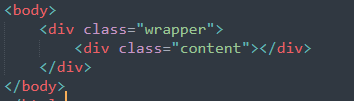 <body>
    <div class="wrapper">
        <div class="content"></div>
    </div>
</body>